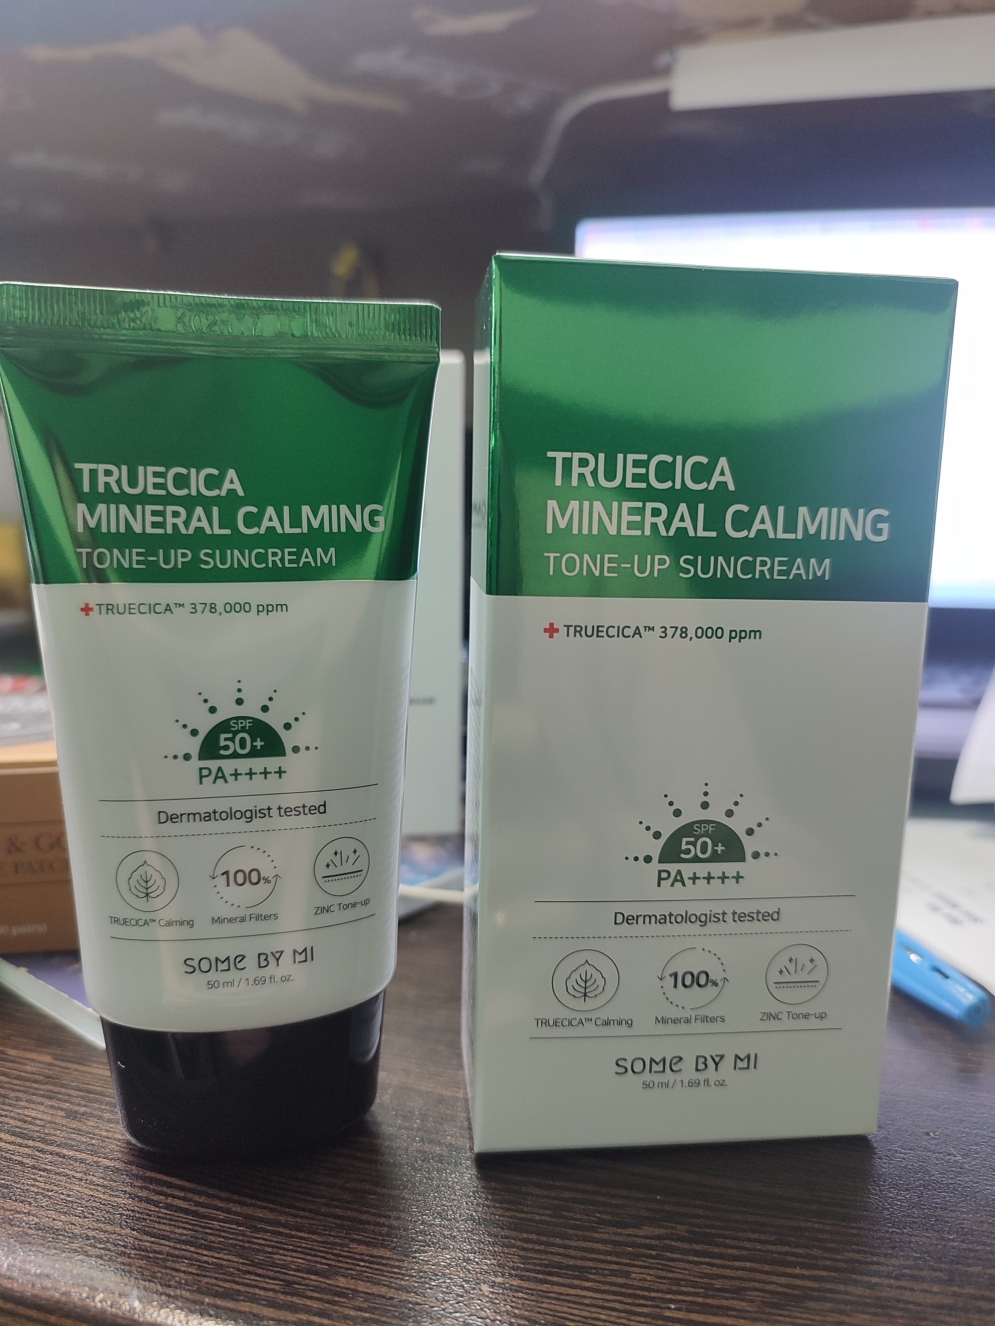 TRUECICA
MINERAL CALMING
TONE-UP SUNCREAM
+TRUECICA™ 378,000 ppm
SPF
50+
PA++++
Dermatologist tested
100%
TRUECICA™ Calming
Mineral Filters
ZINC Tone-up
SOME BY MI
50 ml / 1.69 fl. oz.
TRUECICA
MINERAL CALMING
TONE-UP SUNCREAM
+ TRUECICA™ 378,000 ppm
SPF
50+
PA++++
Dermatologist tested
100%
TRUECICA™ Calming
Mineral Filters
ZINC Tone-up
SOME BY MI
50 ml / 1.69 fl. oz.
& GO
PATCH